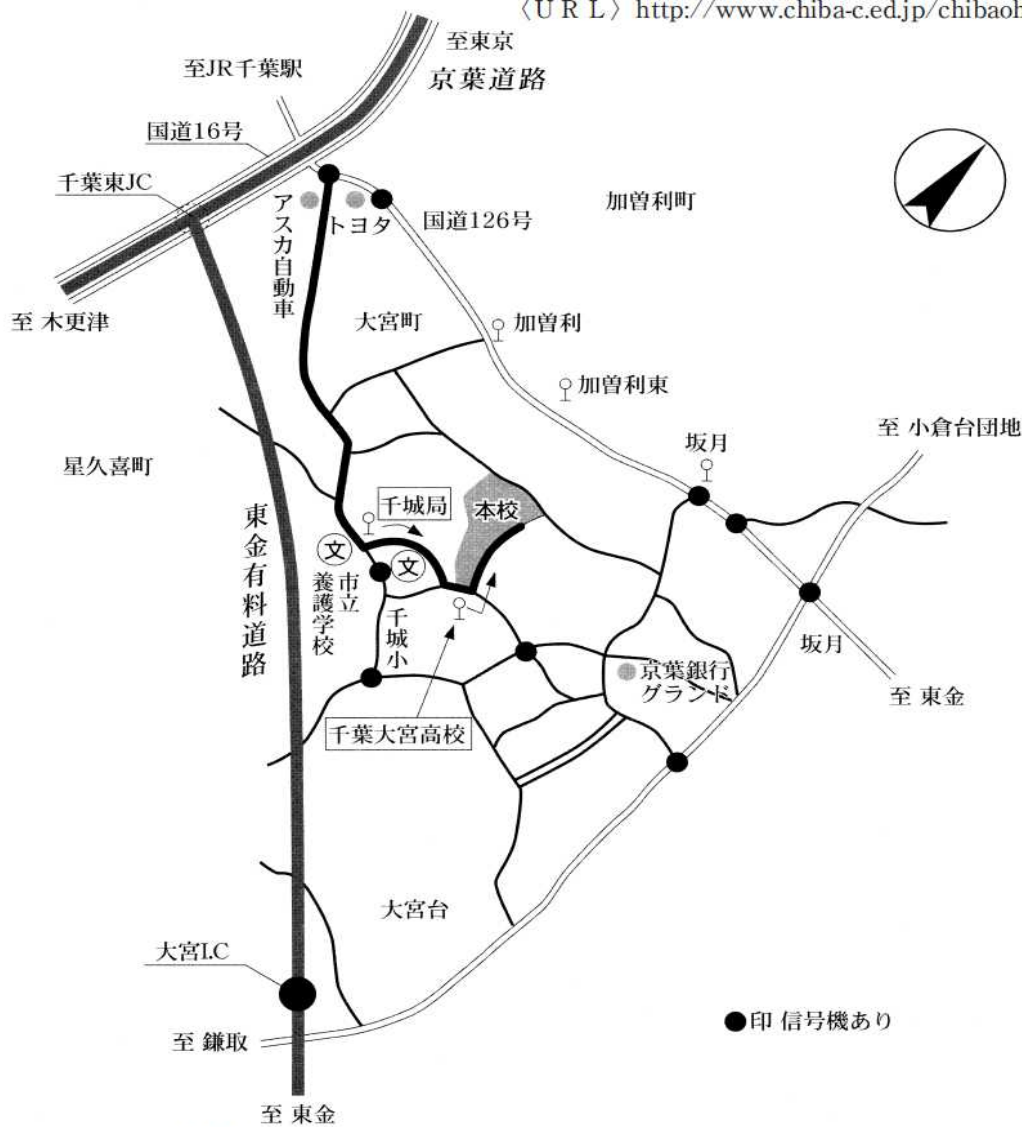 〈ＵＲＬ〉http://www.chiba-c.ed.jp/chibaoh
至東京
至JR千葉駅
京葉道路
国道16号
千葉東JC
アスカ自動車
トヨタ
国道126号
加曽利町
至 木更津
大宮町
加曽利
加曽利東
坂月
至 小倉台団地
星久喜町
千城局
本校
東金有料道路
文
文
市立
養護学校
千城小
坂月
京葉銀行
グランド
至 東金
千葉大宮高校
大宮台
大宮I.C
●印 信号機あり
至 鎌取
至 東金